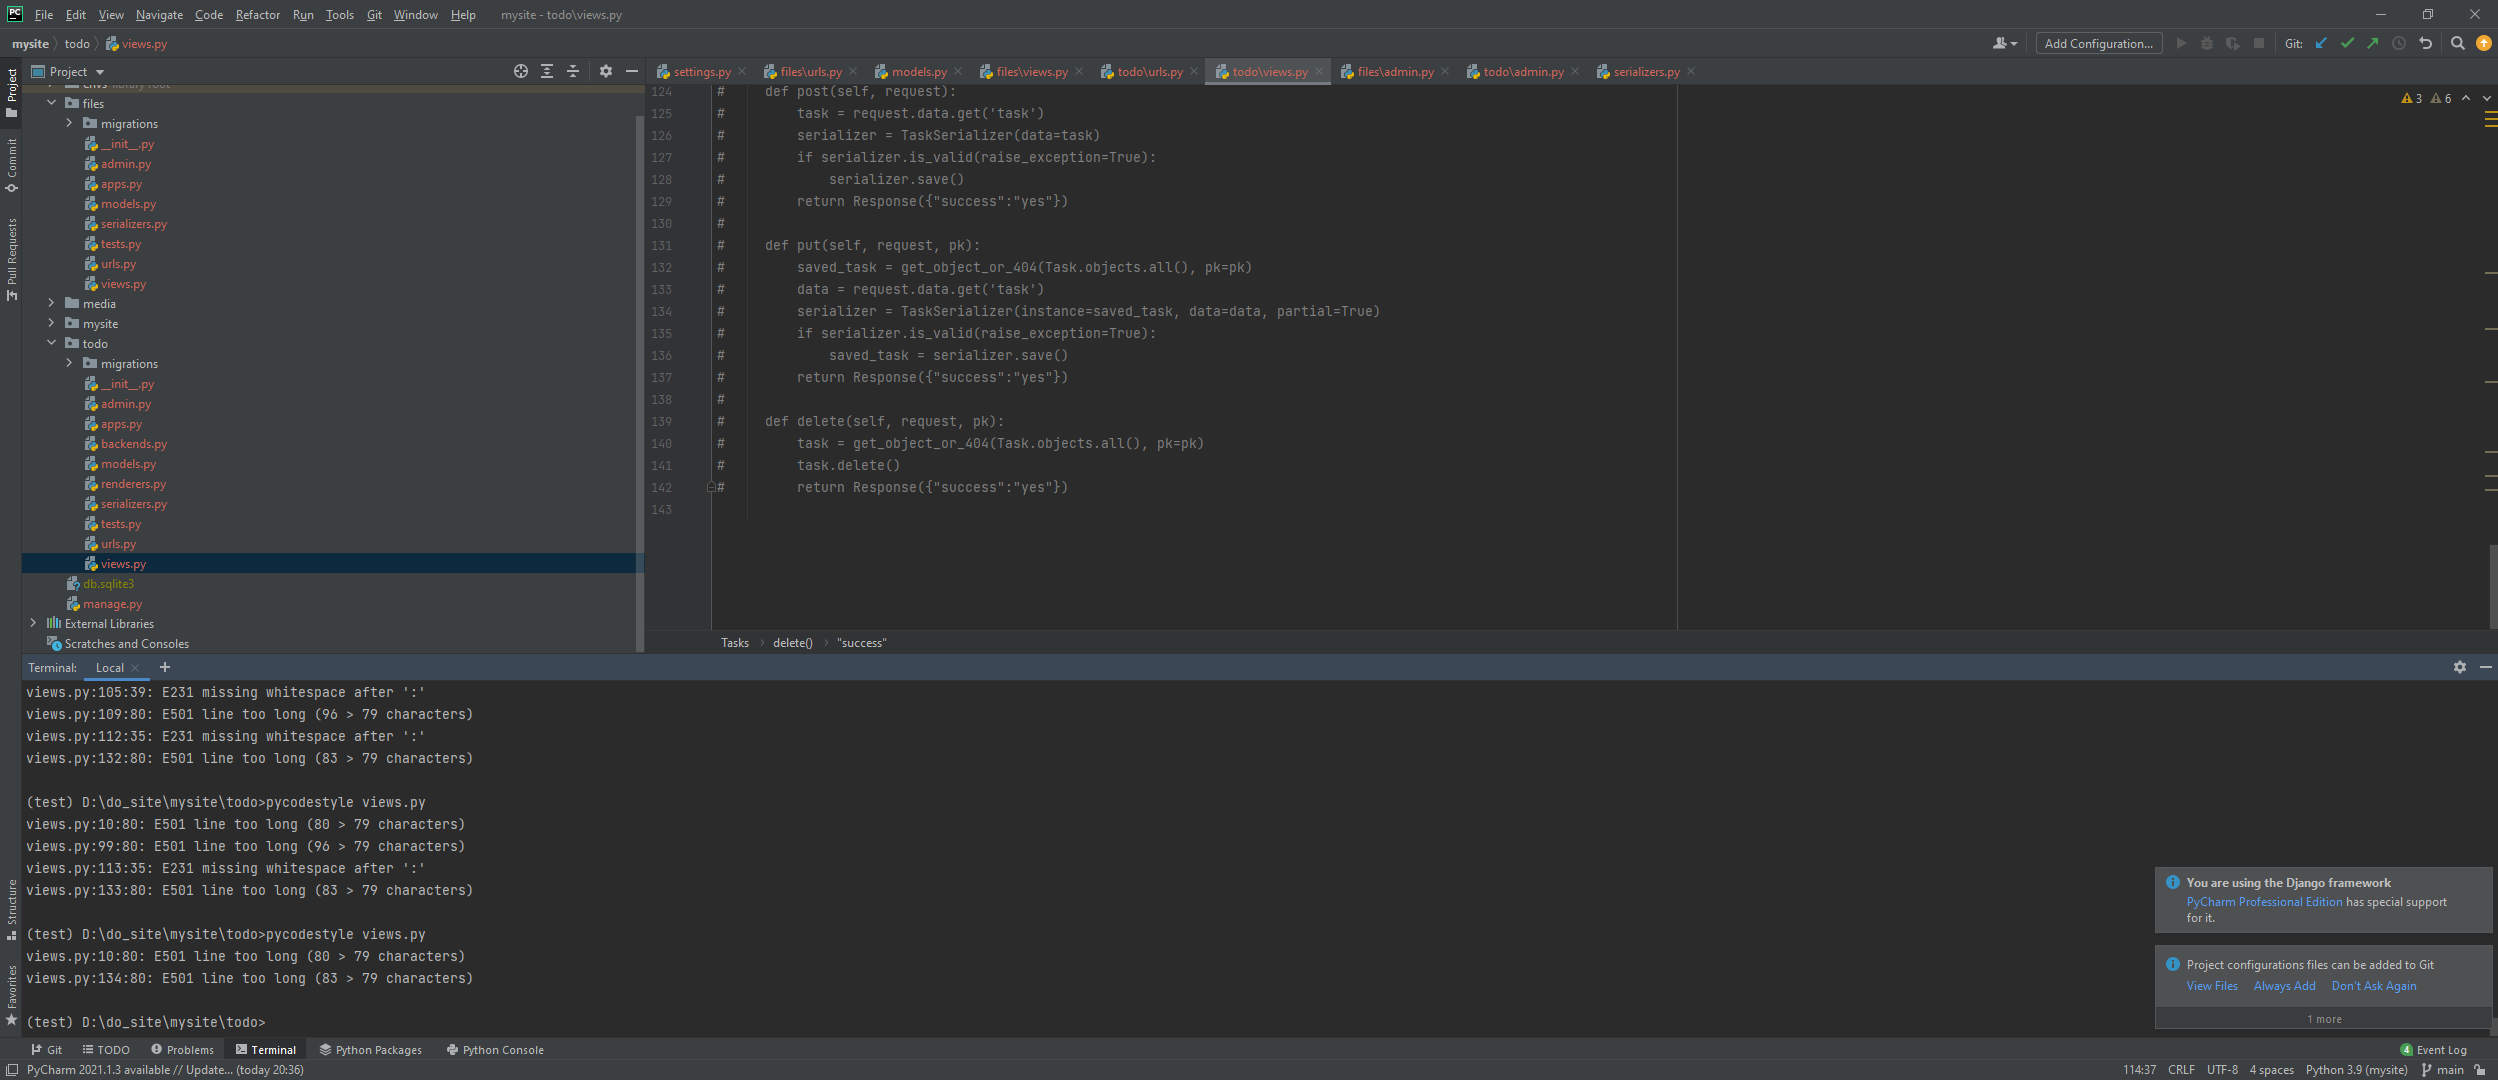 PC File Edit View Navigate Code Refactor Run Tools Git Window Help mysite - todo\views.py
mysite todo views.py
Add Configuration... Git:
Project
Commit
Pull Requests
Structure
Favorites
Project
files
migrations
__init__.py
admin.py
apps.py
models.py
serializers.py
tests.py
urls.py
views.py
media
mysite
todo
migrations
__init__.py
admin.py
apps.py
backends.py
models.py
renderers.py
serializers.py
tests.py
urls.py
views.py
db.sqlite3
manage.py
External Libraries
Scratches and Consoles
settings.py files\urls.py models.py files\views.py todo\urls.py todo\views.py files\admin.py todo\admin.py serializers.py
3 6
124 # def post(self, request):
125 # task = request.data.get('task')
126 # serializer = TaskSerializer(data=task)
127 # if serializer.is_valid(raise_exception=True):
128 # serializer.save()
129 # return Response({"success":"yes"})
130 #
131 # def put(self, request, pk):
132 # saved_task = get_object_or_404(Task.objects.all(), pk=pk)
133 # data = request.data.get('task')
134 # serializer = TaskSerializer(instance=saved_task, data=data, partial=True)
135 # if serializer.is_valid(raise_exception=True):
136 # saved_task = serializer.save()
137 # return Response({"success":"yes"})
138 #
139 # def delete(self, request, pk):
140 # task = get_object_or_404(Task.objects.all(), pk=pk)
141 # task.delete()
142 # return Response({"success":"yes"})
143
Tasks delete() "success"
Terminal: Local +
views.py:105:39: E231 missing whitespace after ':'
views.py:109:80: E501 line too long (96 > 79 characters)
views.py:112:35: E231 missing whitespace after ':'
views.py:132:80: E501 line too long (83 > 79 characters)
(test) D:\do_site\mysite\todo>pycodestyle views.py
views.py:10:80: E501 line too long (80 > 79 characters)
views.py:99:80: E501 line too long (96 > 79 characters)
views.py:113:35: E231 missing whitespace after ':'
views.py:133:80: E501 line too long (83 > 79 characters)
(test) D:\do_site\mysite\todo>pycodestyle views.py
views.py:10:80: E501 line too long (80 > 79 characters)
views.py:134:80: E501 line too long (83 > 79 characters)
(test) D:\do_site\mysite\todo>
You are using the Django framework
PyCharm Professional Edition has special support
for it.
Project configurations files can be added to Git
View Files Always Add Don't Ask Again
1 more
Git TODO Problems Terminal Python Packages Python Console 4 Event Log
PyCharm 2021.1.3 available // Update... (today 20:36) 114:37 CRLF UTF-8 4 spaces Python 3.9 (mysite) main